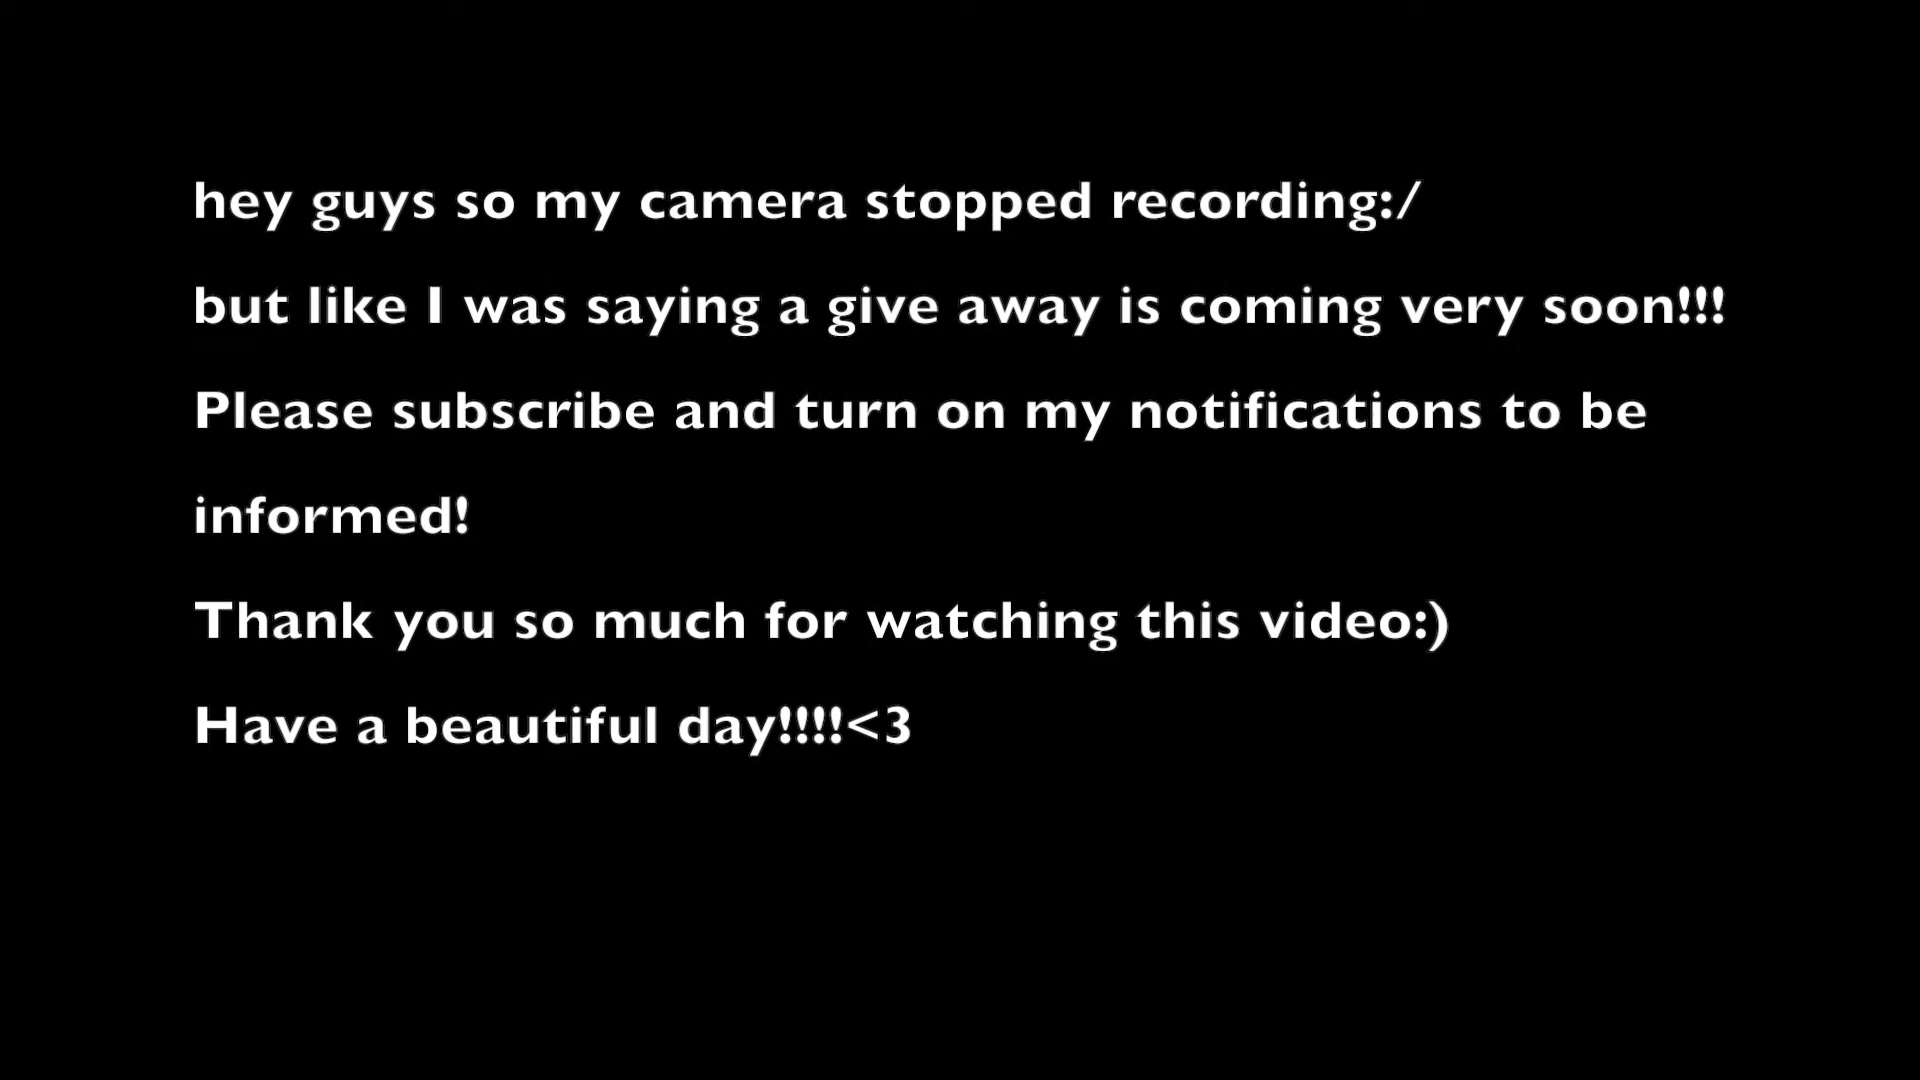 hey guys so my camera stopped recording:/
but like I was saying a give away is coming very soon!!!
Please subscribe and turn on my notifications to be
informed!
Thank you so much for watching this video:)
Have a beautiful day!!!!<3